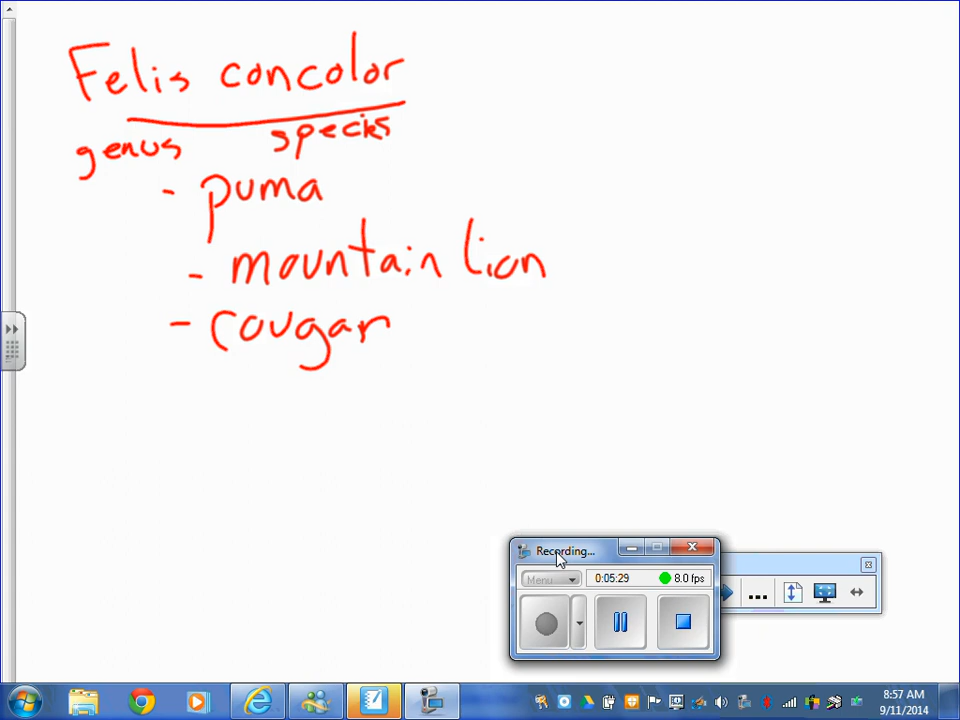 Felis concolor
genus species
- puma
- mountain lion
- cougar
Recording...
Menu 0:05:29 8.0 fps
8:57 AM
9/11/2014